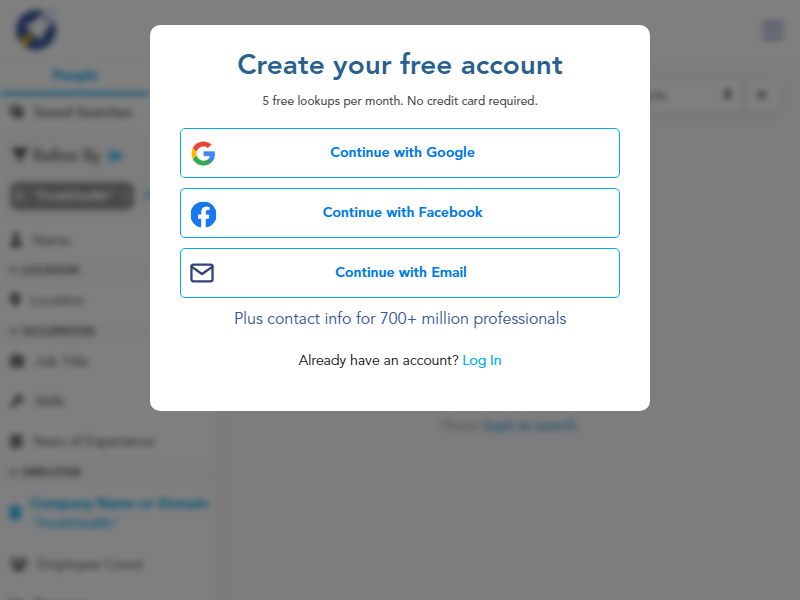 Create your free account
5 free lookups per month. No credit card required.
Continue with Google
Continue with Facebook
Continue with Email
Plus contact info for 700+ million professionals
Already have an account? Log In
People
Saved Searches
Refine By
Name
LOCATION
Location
OCCUPATION
Job Title
Skills
Years of Experience
EMPLOYER
Company Name or Domain
Employee Count
Please login to search